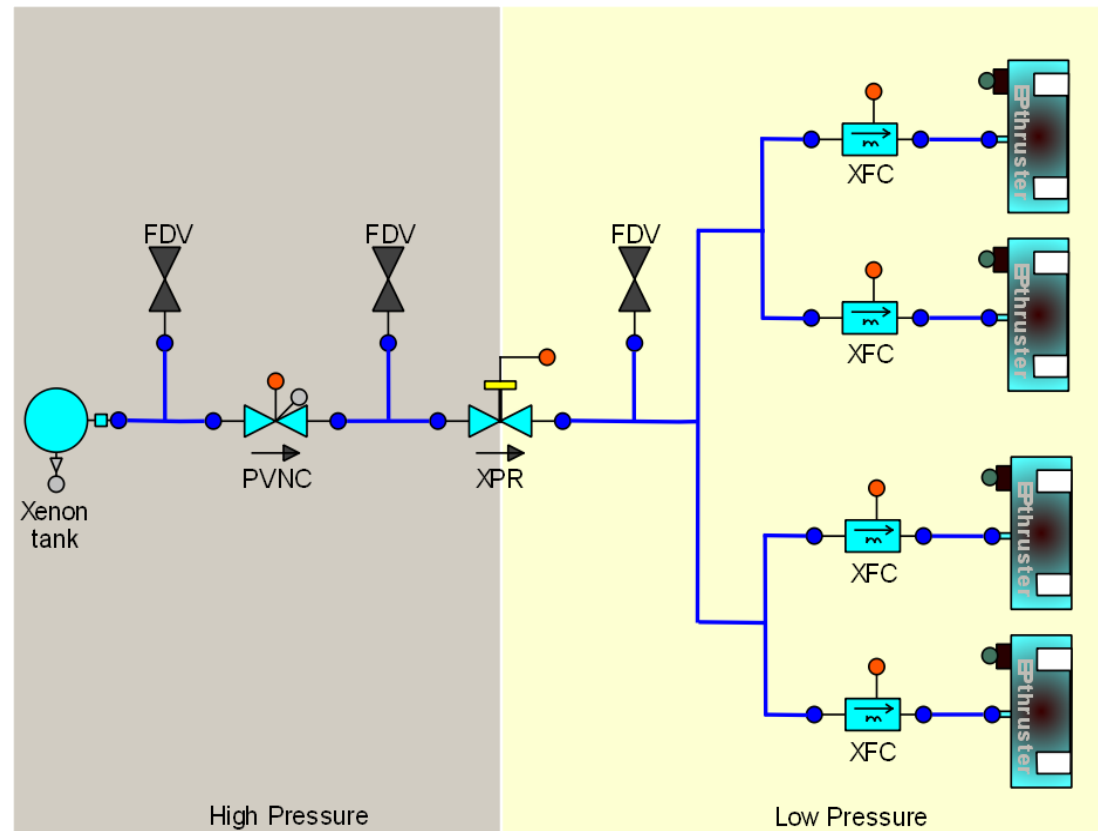 FDV
FDV
FDV
Xenon
tank
PVNC
XPR
XFC
EPthruster
XFC
EPthruster
XFC
EPthruster
XFC
EPthruster
High Pressure
Low Pressure